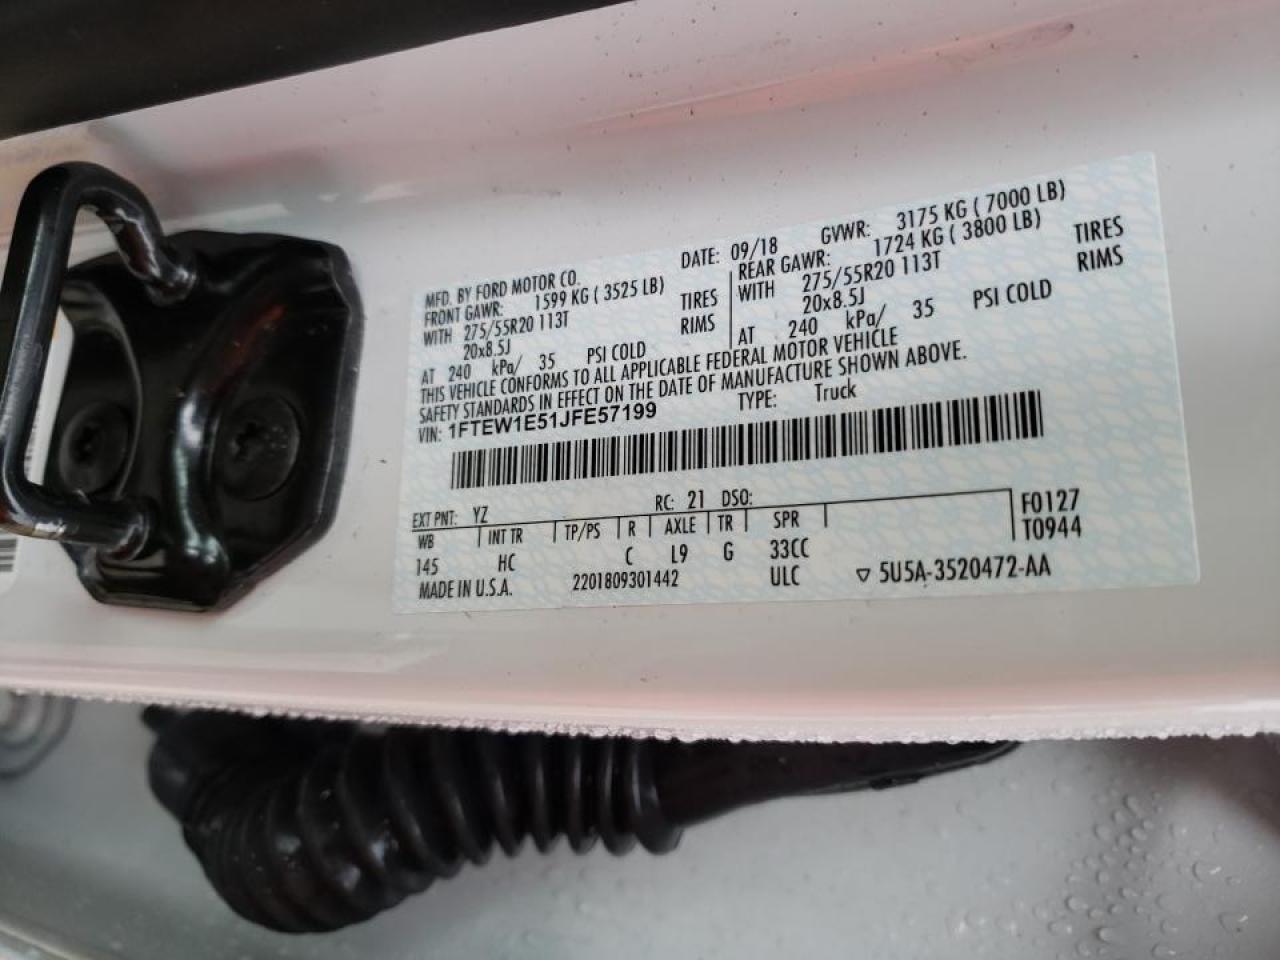 MFD. BY FORD MOTOR CO. DATE: 09/18 GVWR: 3175 KG ( 7000 LB)
FRONT GAWR: 1599 KG ( 3525 LB) REAR GAWR: 1724 KG ( 3800 LB)
WITH 275/55R20 113T TIRES WITH 275/55R20 113T TIRES
20x8.5J RIMS 20x8.5J RIMS
AT 240 kPa/ 35 PSI COLD AT 240 kPa/ 35 PSI COLD
THIS VEHICLE CONFORMS TO ALL APPLICABLE FEDERAL MOTOR VEHICLE
SAFETY STANDARDS IN EFFECT ON THE DATE OF MANUFACTURE SHOWN ABOVE.
VIN: 1FTEW1E51JFE57199 TYPE: Truck
EXT PNT: YZ RC: 21 DSO: F0127
WB INT TR TP/PS R AXLE TR SPR T0944
145 HC C L9 G 33CC
MADE IN U.S.A. 2201809301442 ULC ▽ 5U5A-3520472-AA